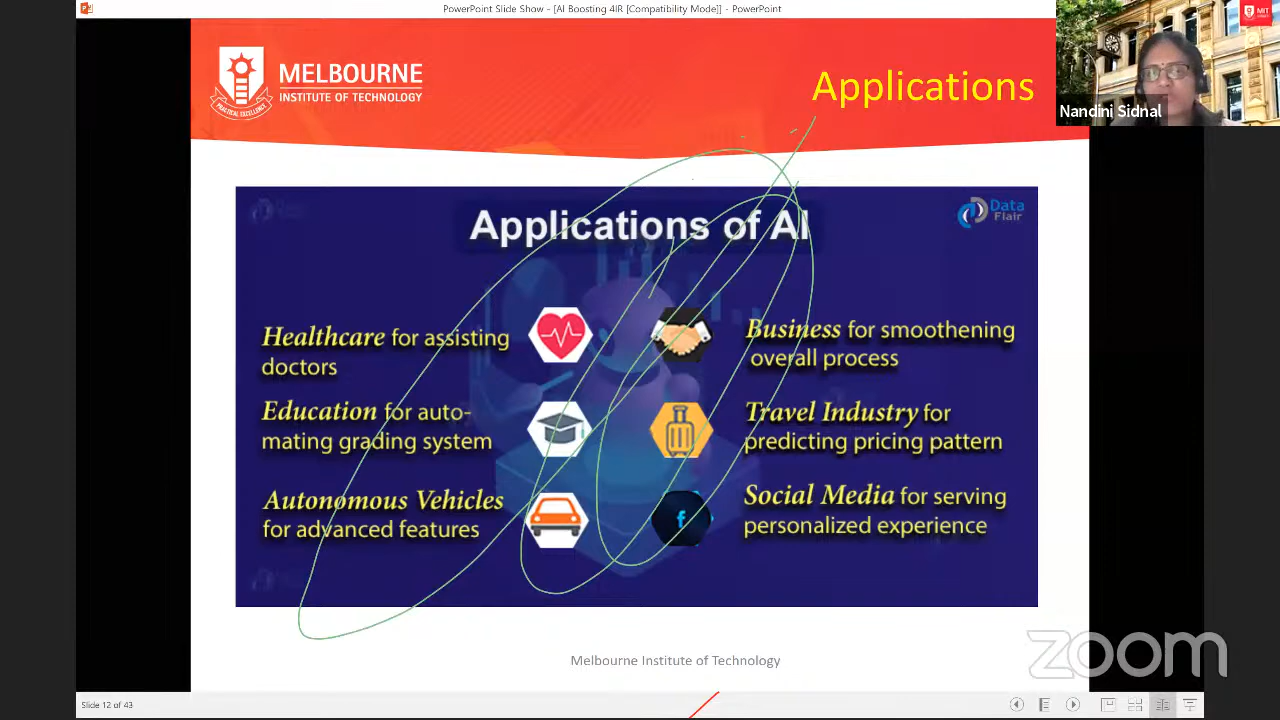 PowerPoint Slide Show - [AI Boosting 4IR [Compatibility Mode]] - PowerPoint
MIT
MELBOURNE
INSTITUTE OF TECHNOLOGY
PRACTICAL EXCELLENCE
Applications
Nandini Sidnal
Applications of AI
Data
Flair
Healthcare for assisting
doctors
Education for auto-
mating grading system
Autonomous Vehicles
for advanced features
Business for smoothening
overall process
Travel Industry for
predicting pricing pattern
f
Social Media for serving
personalized experience
Melbourne Institute of Technology
zoom
Slide 12 of 43